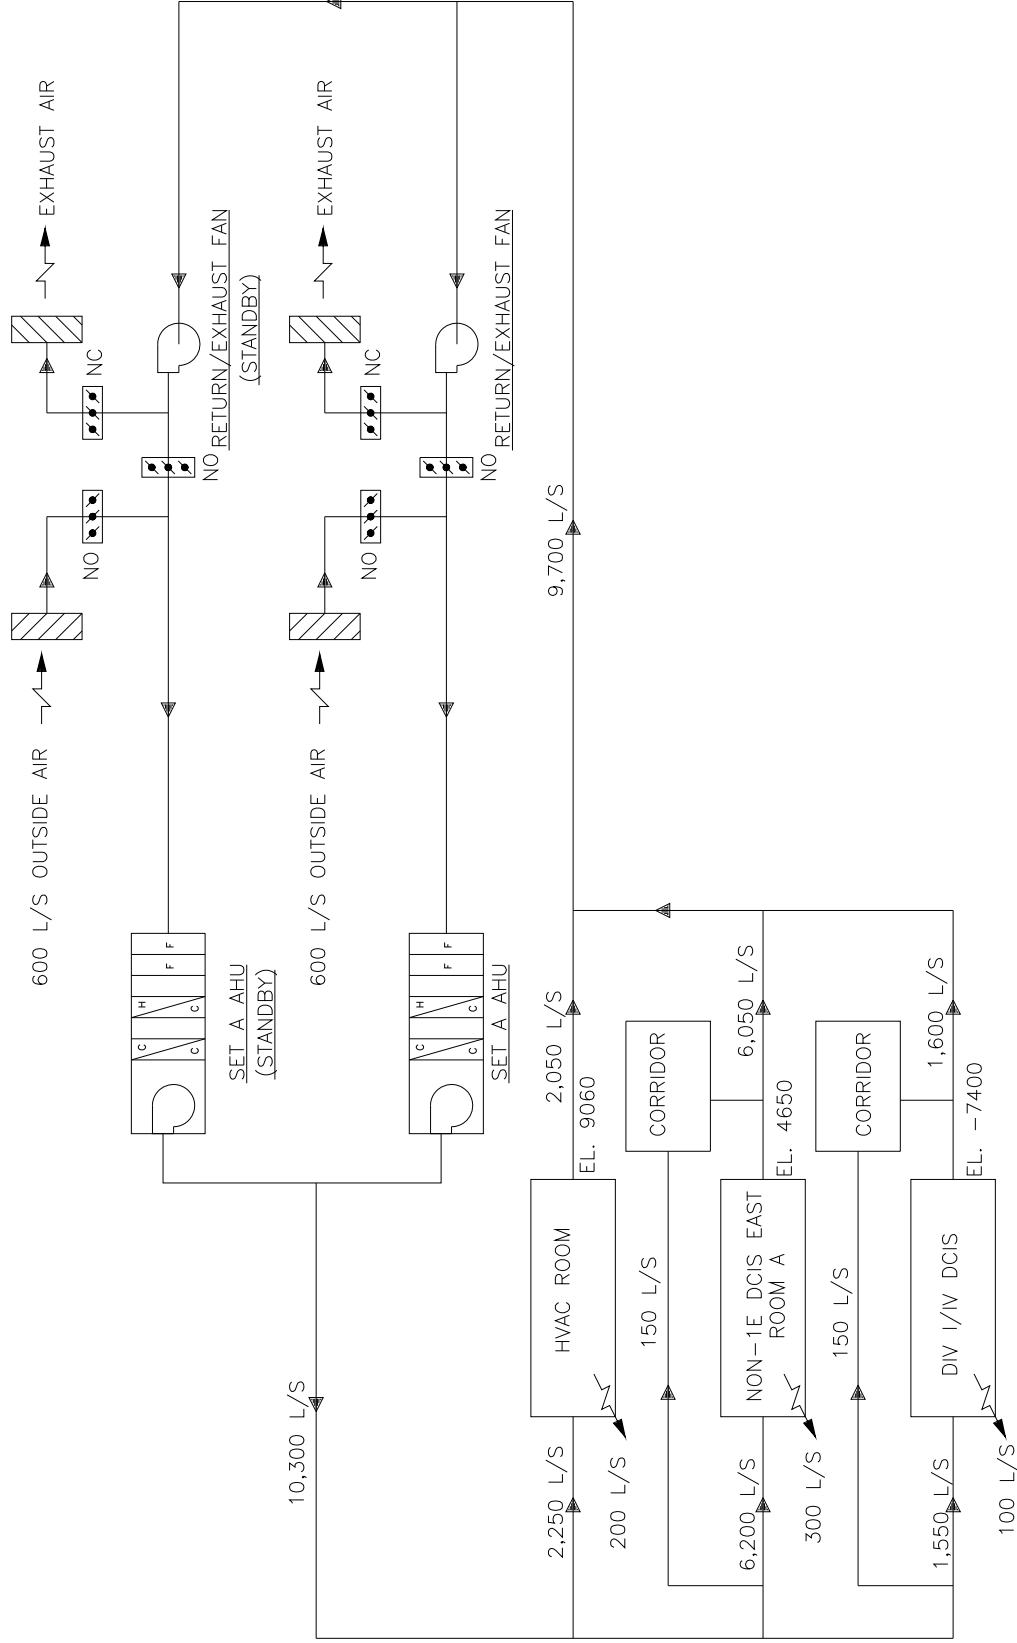 600 L/S OUTSIDE AIR
EXHAUST AIR
NO
NC
NO
RETURN/EXHAUST FAN
(STANDBY)
C
C
H
C
F
F
SET A AHU
(STANDBY)
600 L/S OUTSIDE AIR
EXHAUST AIR
NO
NC
NO
RETURN/EXHAUST FAN
C
C
H
C
F
F
SET A AHU
10,300 L/S
9,700 L/S
2,250 L/S
HVAC ROOM
2,050 L/S
EL. 9060
200 L/S
150 L/S
CORRIDOR
6,200 L/S
NON-1E DCIS EAST
ROOM A
6,050 L/S
EL. 4650
300 L/S
150 L/S
CORRIDOR
1,550 L/S
DIV I/IV DCIS
1,600 L/S
EL. -7400
100 L/S